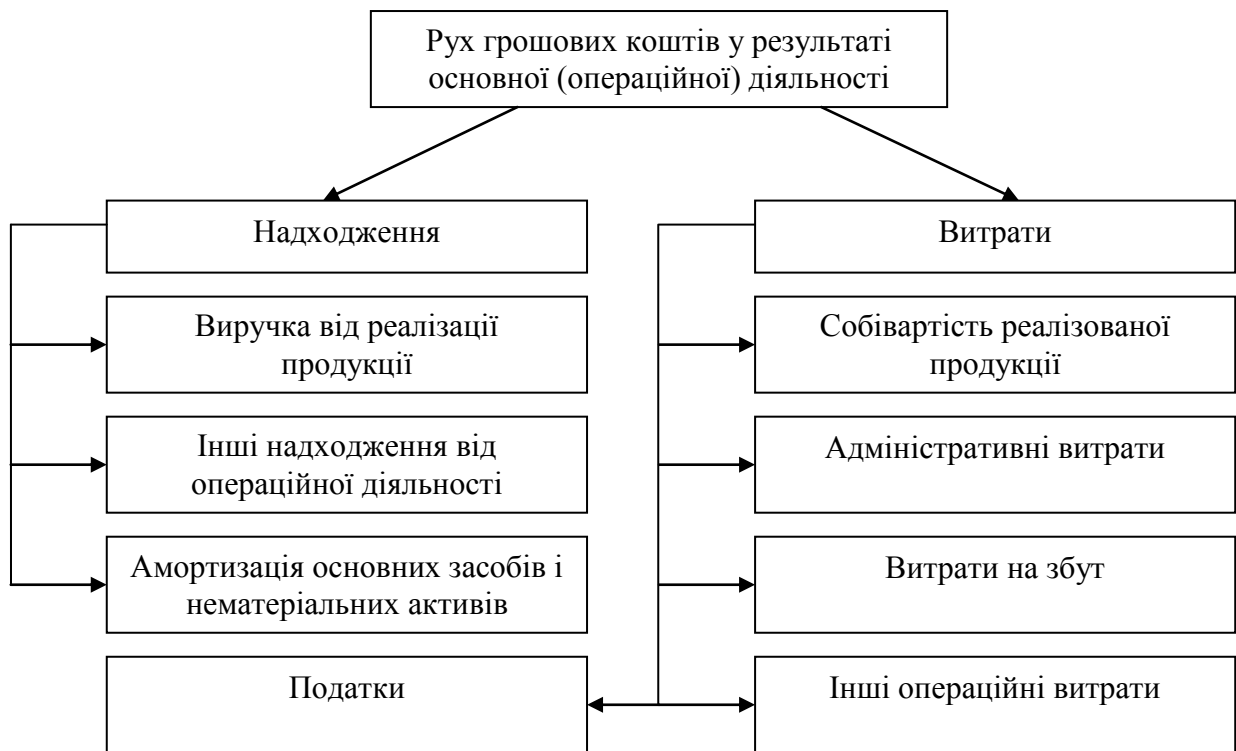 Рух грошових коштів у результаті
основної (операційної) діяльності
Надходження
Витрати
Виручка від реалізації
продукції
Собівартість реалізованої
продукції
Інші надходження від
операційної діяльності
Адміністративні витрати
Амортизація основних засобів і
нематеріальних активів
Витрати на збут
Податки
Інші операційні витрати